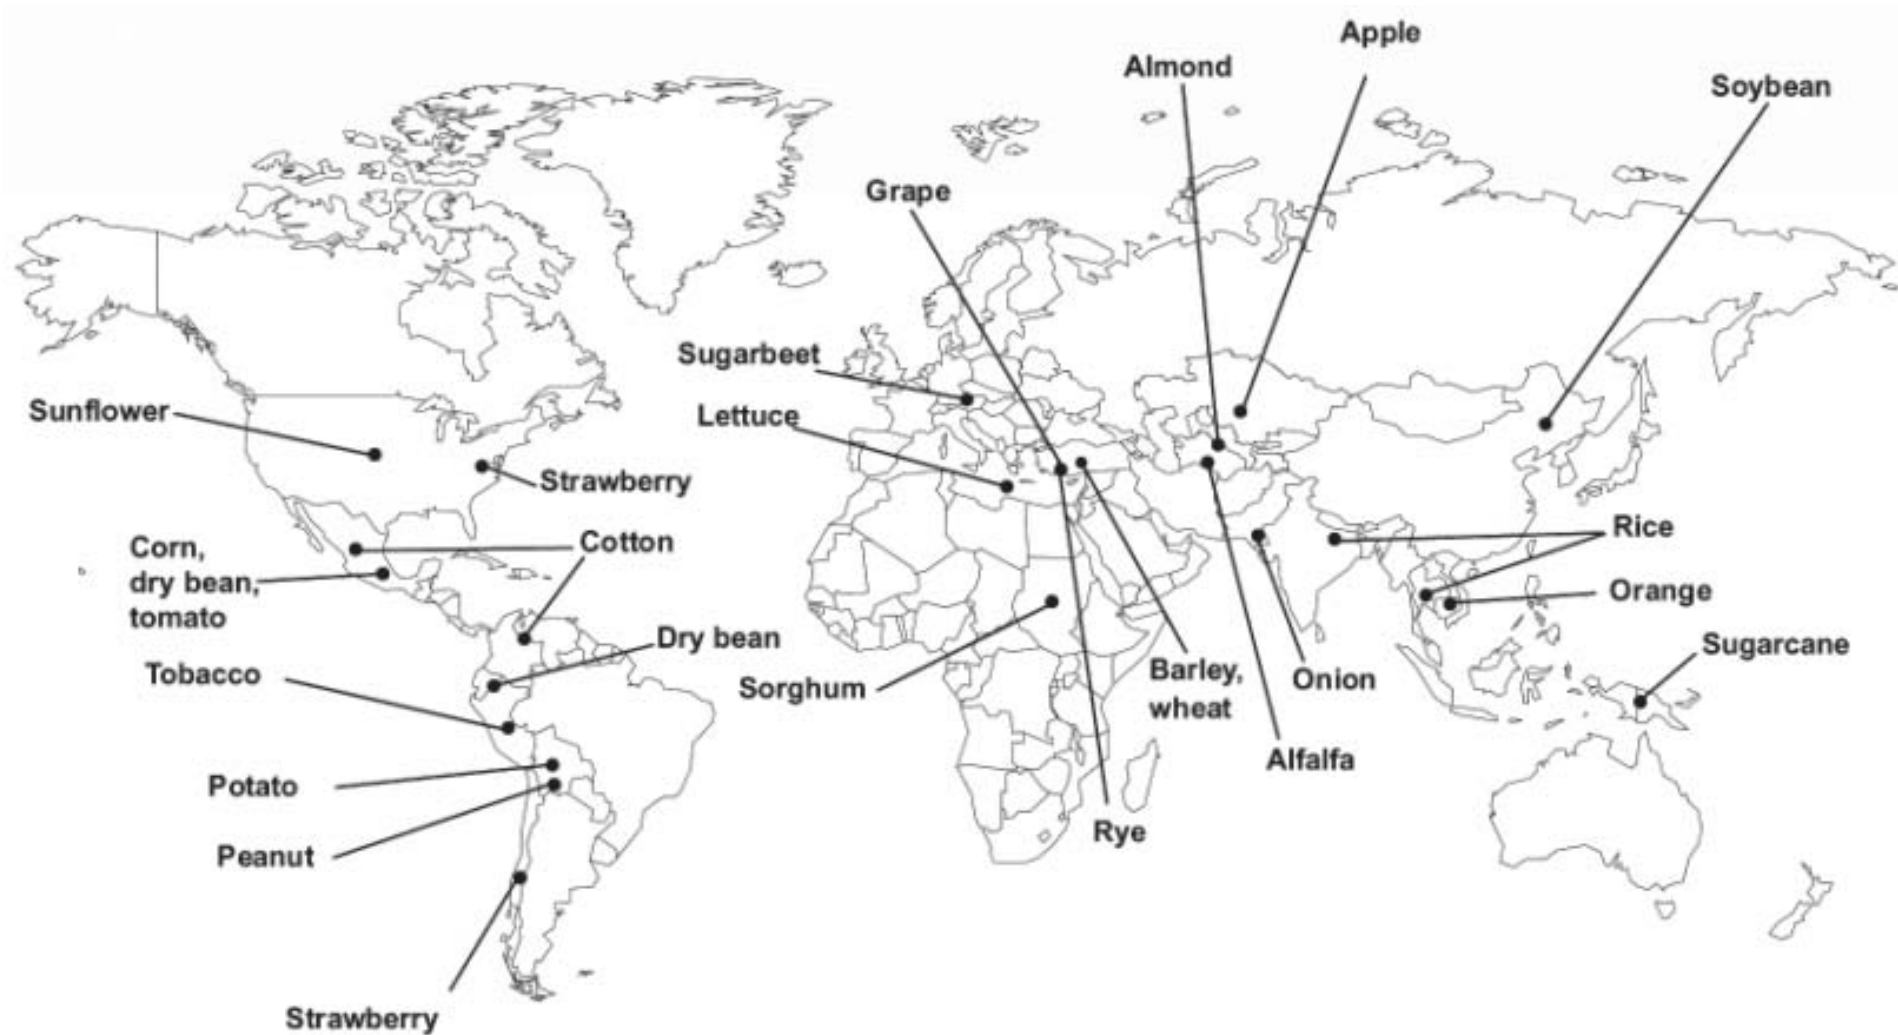 Apple
Almond
Soybean
Grape
Sugarbeet
Lettuce
Sunflower
Strawberry
Cotton
Corn,
dry bean,
tomato
Rice
Orange
Dry bean
Sugarcane
Tobacco
Sorghum
Barley,
wheat
Onion
Alfalfa
Potato
Rye
Peanut
Strawberry